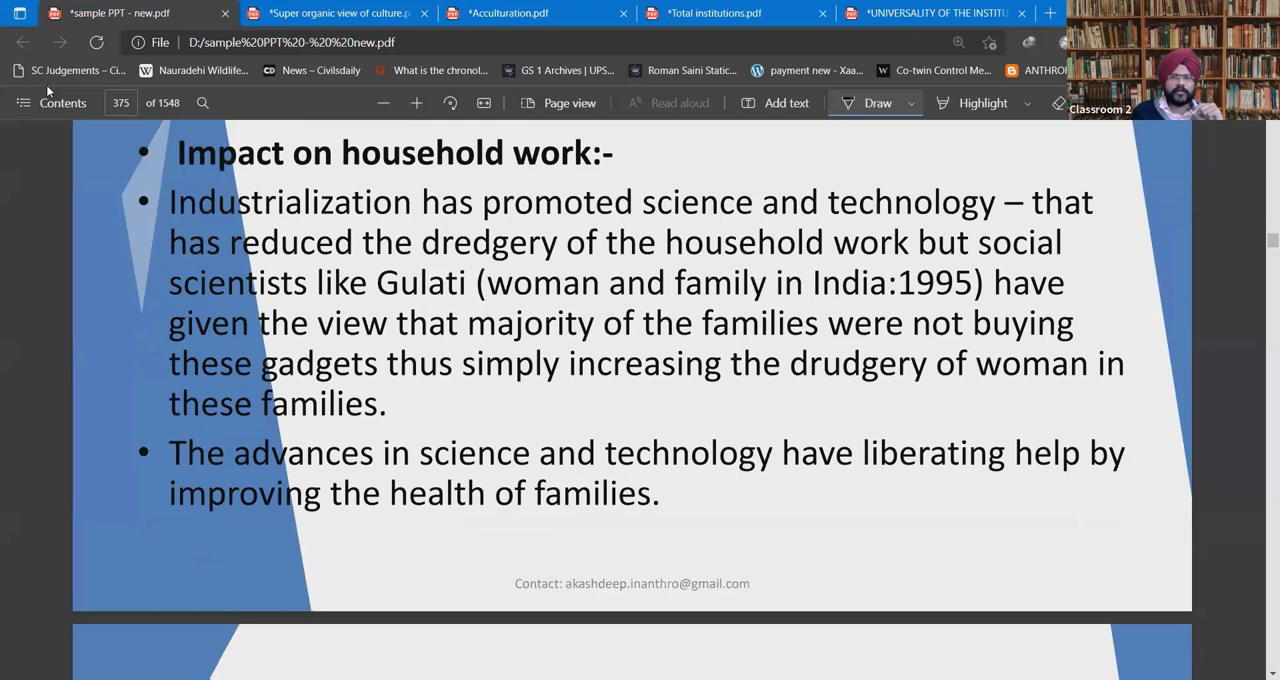 *sample PPT - new.pdf
*Super organic view of culture.p
*Acculturation.pdf
*Total institutions.pdf
*UNIVERSALITY OF THE INSTITU
File
D:/sample%20PPT%20-%20%20new.pdf
SC Judgements – Ci...
Nauradehi Wildlife...
News – Civilsdaily
What is the chronol...
GS 1 Archives | UPS...
Roman Saini Static...
payment new - Xaa...
Co-twin Control Me...
ANTHRO
Contents
375
of 1548
Page view
Read aloud
Add text
Draw
Highlight
Classroom 2
• Impact on household work:-
• Industrialization has promoted science and technology – that
has reduced the dredgery of the household work but social
scientists like Gulati (woman and family in India:1995) have
given the view that majority of the families were not buying
these gadgets thus simply increasing the drudgery of woman in
these families.
• The advances in science and technology have liberating help by
improving the health of families.
Contact: akashdeep.inanthro@gmail.com